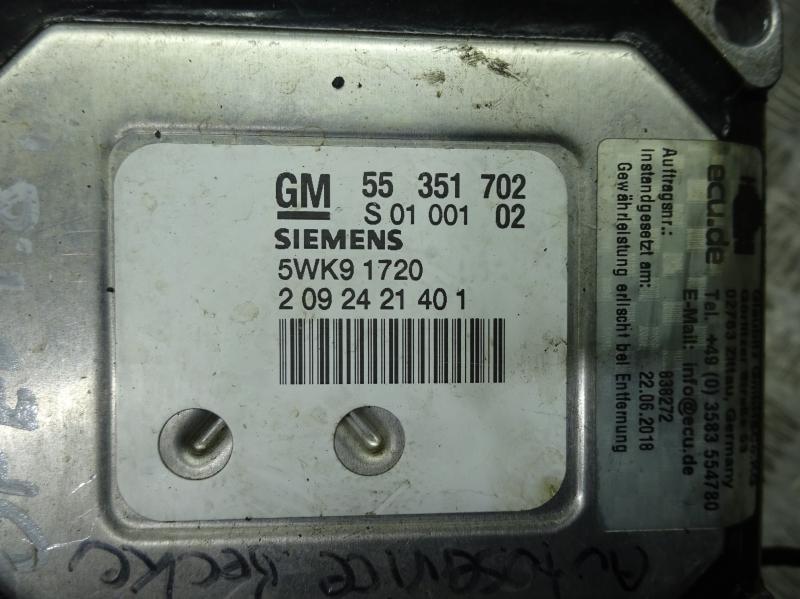 GM 55 351 702
S 01 001 02
SIEMENS
5WK9 1720
2 09 24 21 40 1
ecu.de
Tel. +49 (0) 3583 554780
E-Mail: info@ecu.de
02763 Zittau, Germany
Auftragsnr.: 838272
Instandgesetzt am: 22.06.2018
Gewährleistung erlischt bei Entfernung
Autoservice